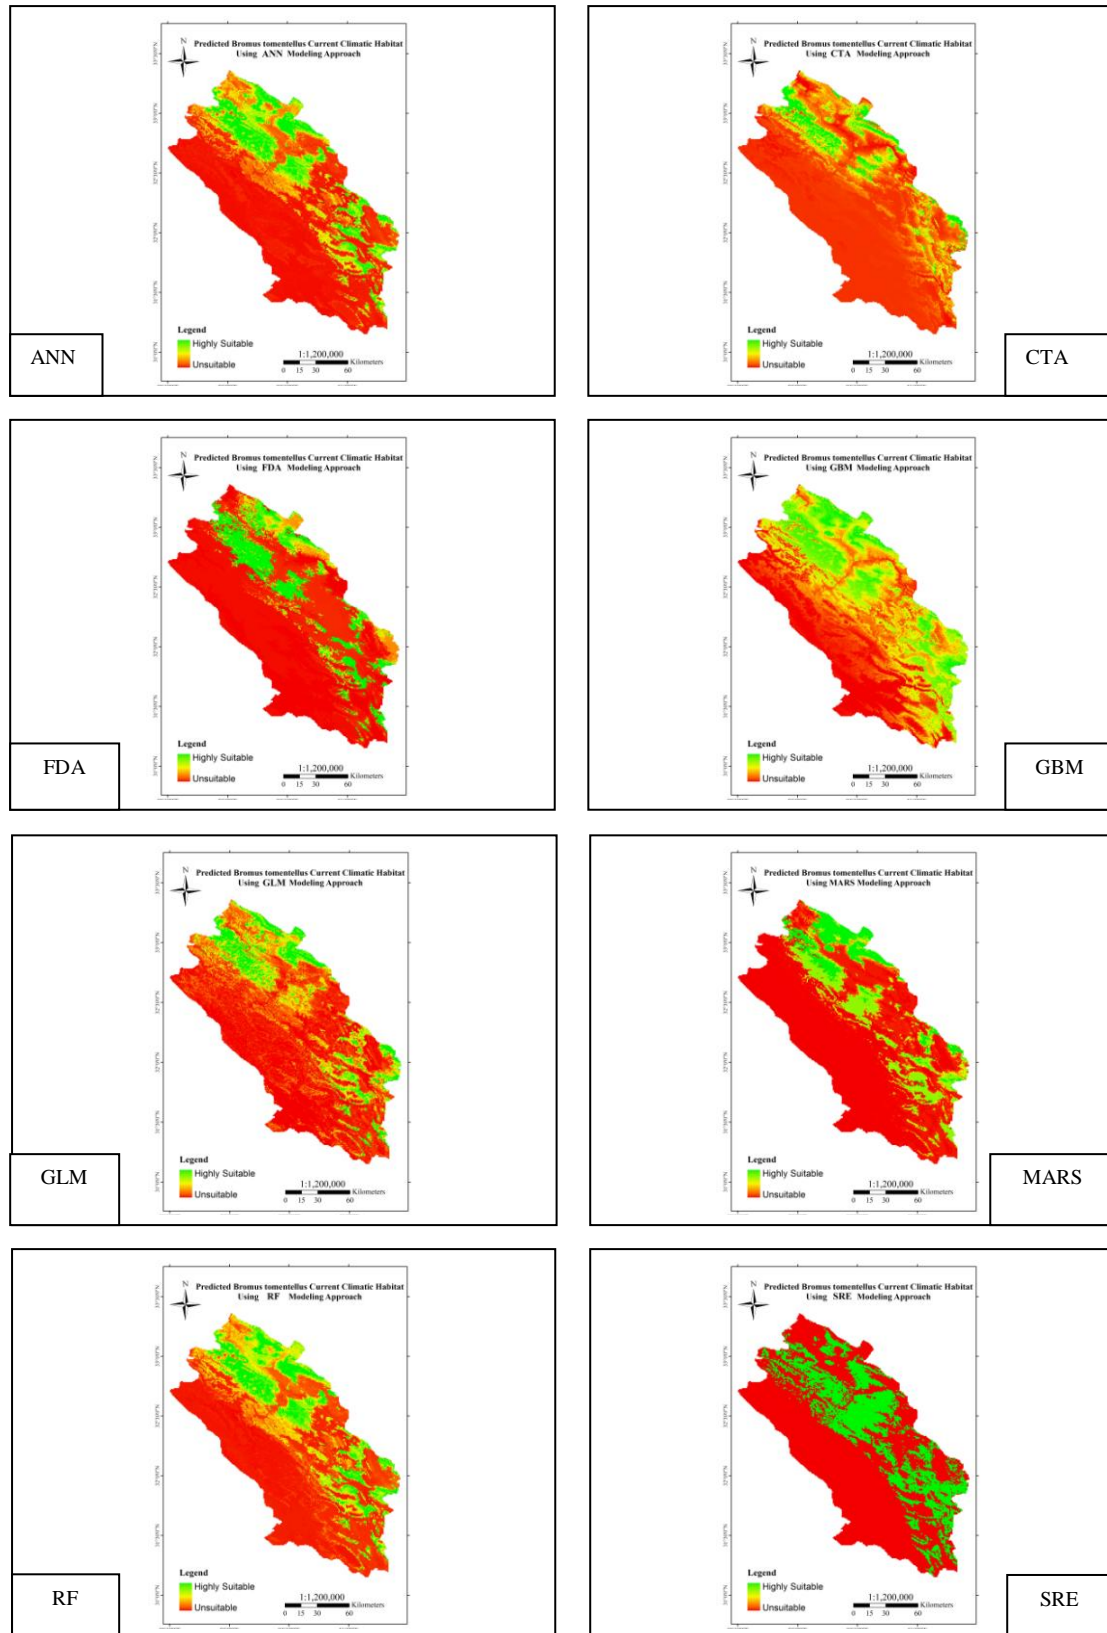 N
Predicted Bromus tomentellus Current Climatic Habitat
Using ANN Modeling Approach
Legend
Highly Suitable
Unsuitable
1:1,200,000
Kilometers
0 15 30 60
ANN
N
Predicted Bromus tomentellus Current Climatic Habitat
Using CTA Modeling Approach
Legend
Highly Suitable
Unsuitable
1:1,200,000
Kilometers
0 15 30 60
CTA
N
Predicted Bromus tomentellus Current Climatic Habitat
Using FDA Modeling Approach
Legend
Highly Suitable
Unsuitable
1:1,200,000
Kilometers
0 15 30 60
FDA
N
Predicted Bromus tomentellus Current Climatic Habitat
Using GBM Modeling Approach
Legend
Highly Suitable
Unsuitable
1:1,200,000
Kilometers
0 15 30 60
GBM
N
Predicted Bromus tomentellus Current Climatic Habitat
Using GLM Modeling Approach
Legend
Highly Suitable
Unsuitable
1:1,200,000
Kilometers
0 15 30 60
GLM
N
Predicted Bromus tomentellus Current Climatic Habitat
Using MARS Modeling Approach
Legend
Highly Suitable
Unsuitable
1:1,200,000
Kilometers
0 15 30 60
MARS
N
Predicted Bromus tomentellus Current Climatic Habitat
Using RF Modeling Approach
Legend
Highly Suitable
Unsuitable
1:1,200,000
Kilometers
0 15 30 60
RF
N
Predicted Bromus tomentellus Current Climatic Habitat
Using SRE Modeling Approach
Legend
Highly Suitable
Unsuitable
1:1,200,000
Kilometers
0 15 30 60
SRE